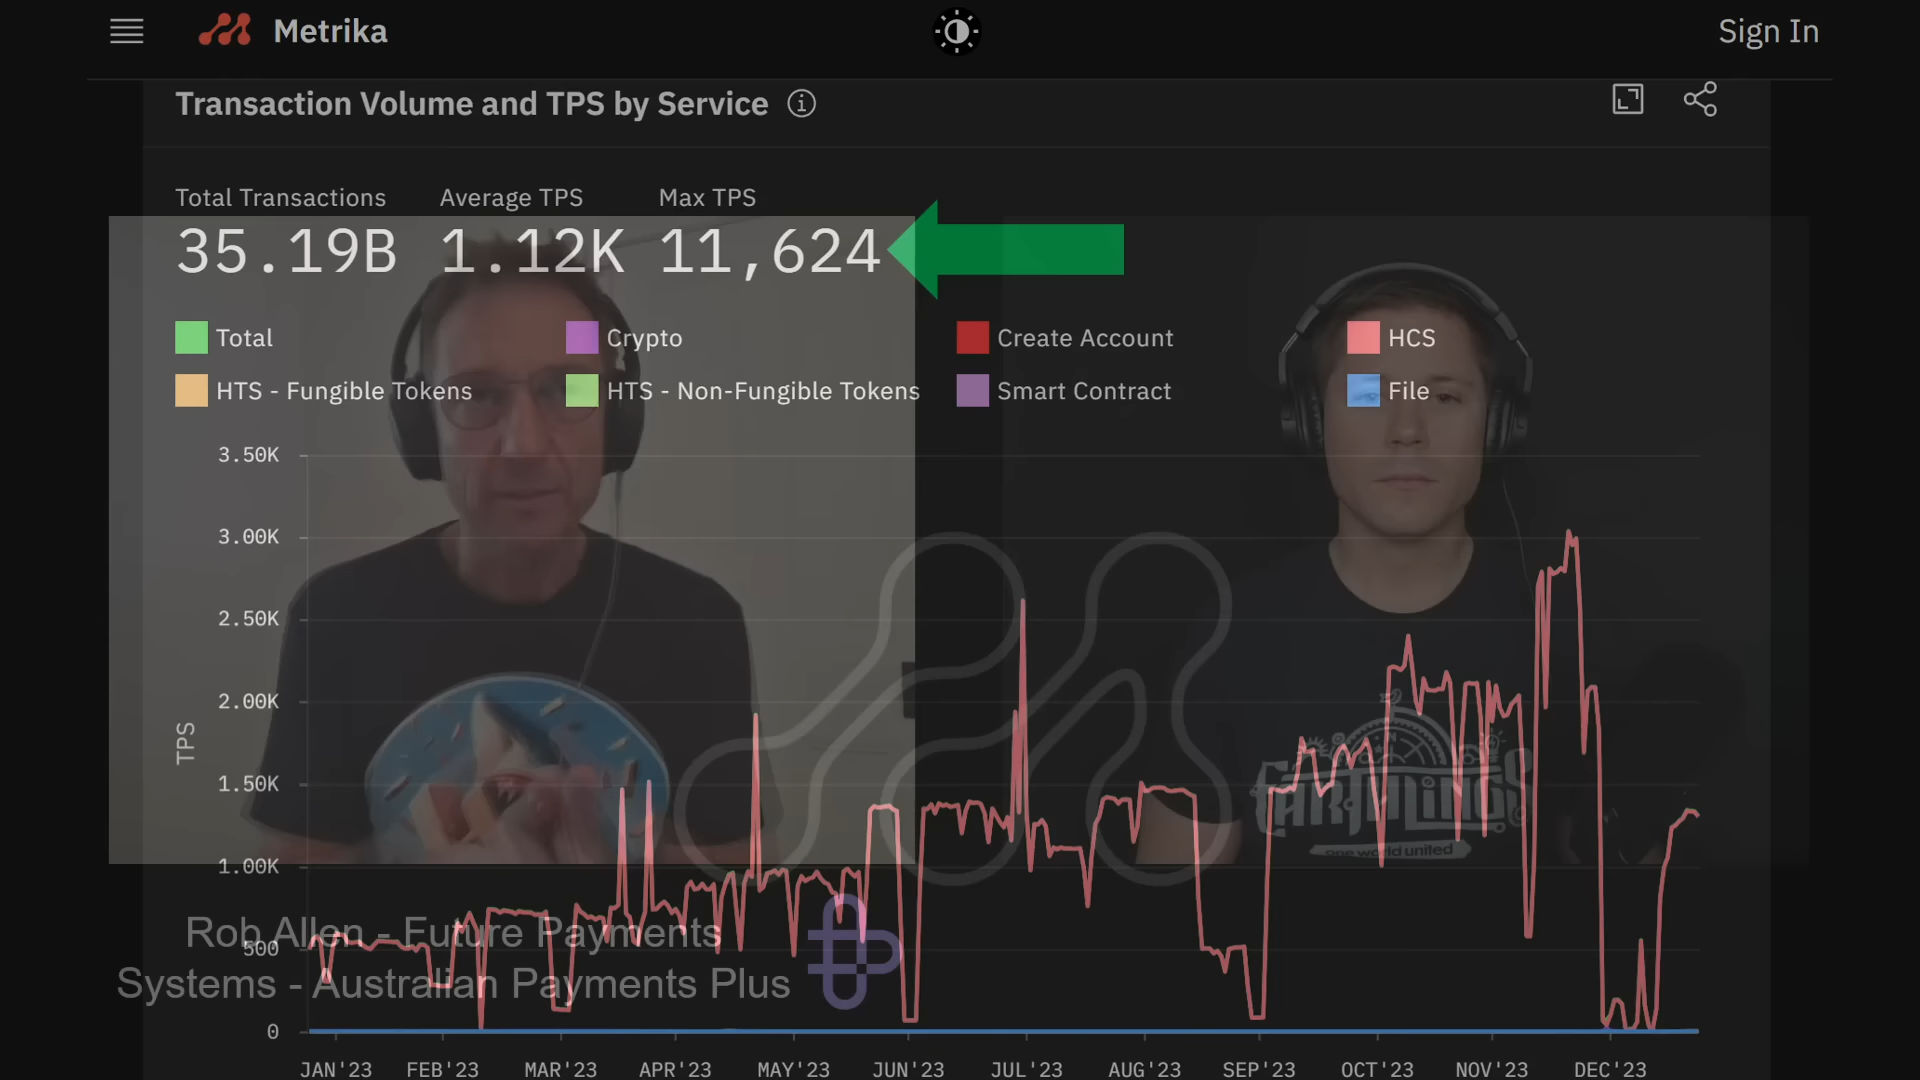 Metrika
Sign In
Transaction Volume and TPS by Service
Total Transactions Average TPS Max TPS
35.19B 1.12K 11,624
Total Crypto Create Account HCS
HTS - Fungible Tokens HTS - Non-Fungible Tokens Smart Contract File
3.50K
3.00K
2.50K
2.00K
TPS
1.50K
EARTHLINGS
one world united
1.00K
Rob Allen - Future Payments
500
Systems - Australian Payments Plus
0
JAN'23 FEB'23 MAR'23 APR'23 MAY'23 JUN'23 JUL'23 AUG'23 SEP'23 OCT'23 NOV'23 DEC'23